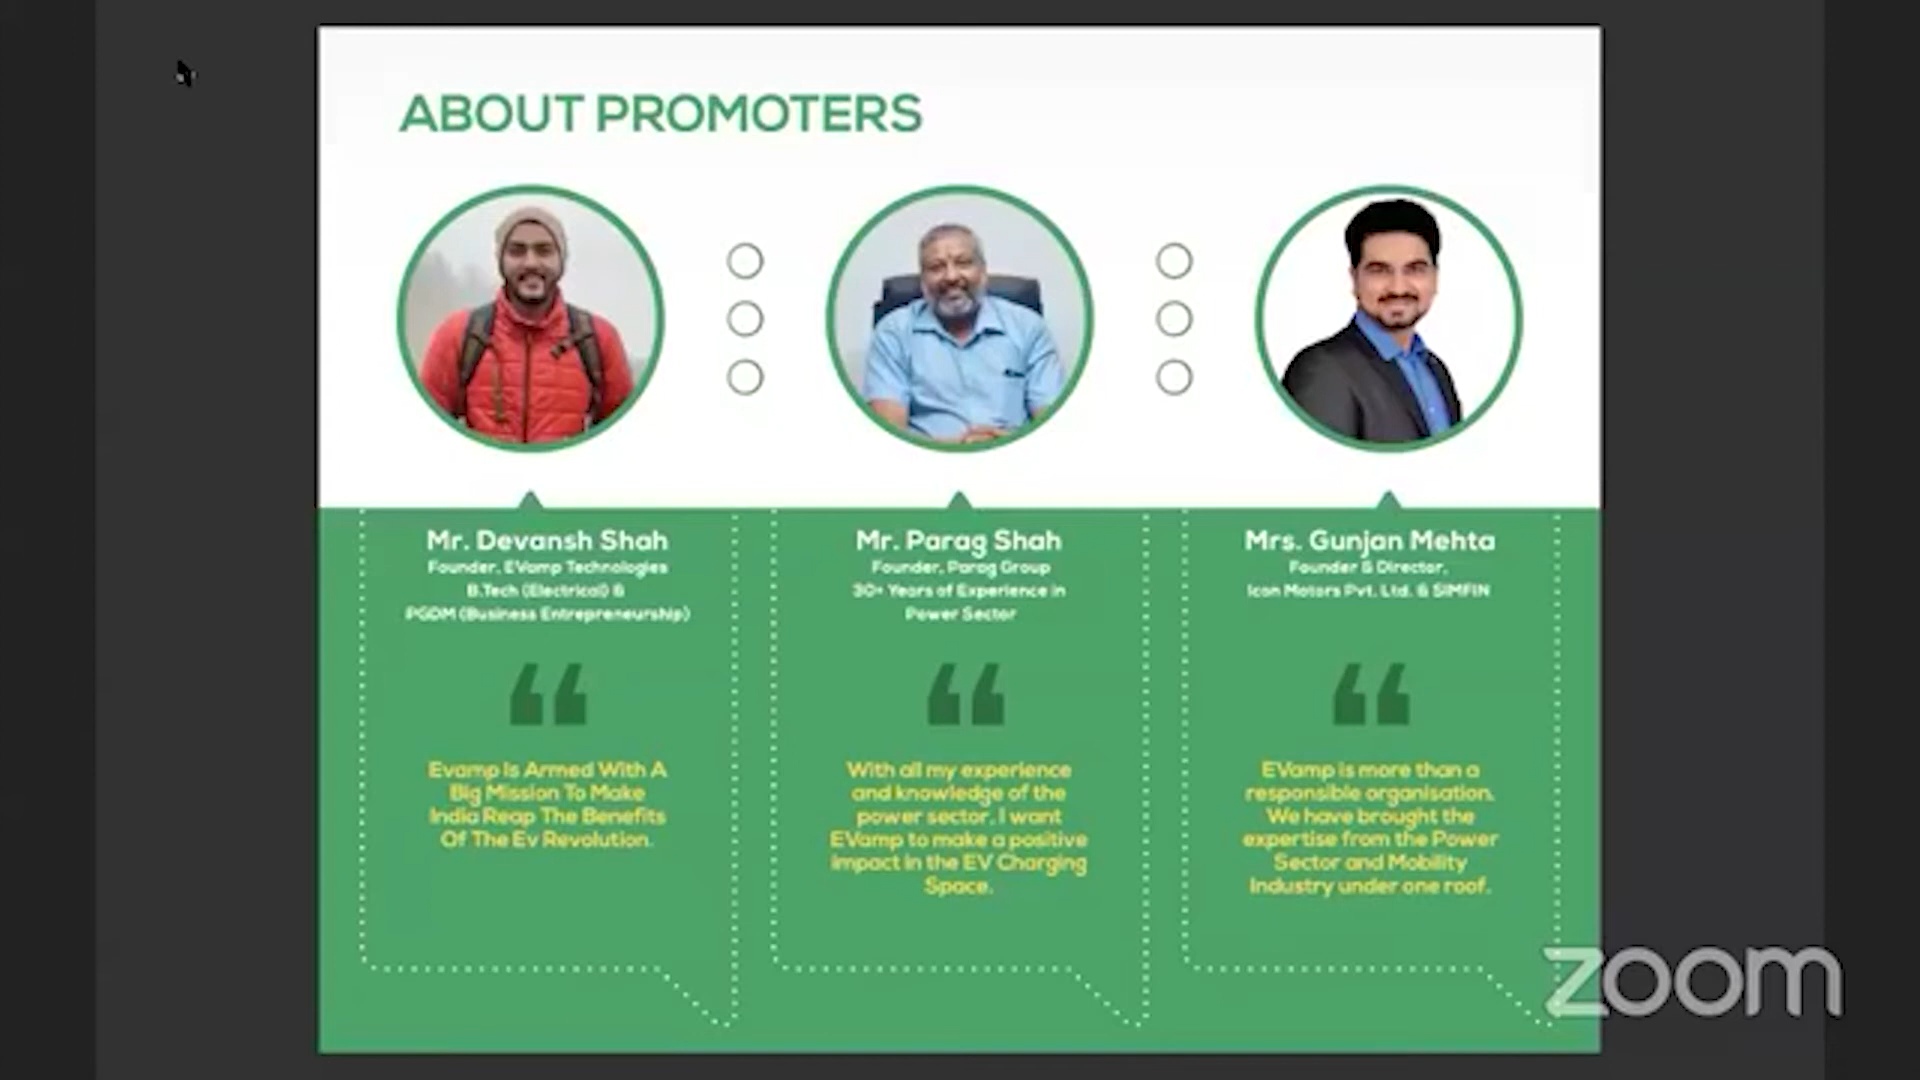 ABOUT PROMOTERS
Mr. Devansh Shah
Founder, EVamp Technologies
B.Tech (Electrical) &
PGDM (Business Entrepreneurship)
Evamp Is Armed With A
Big Mission To Make
India Reap The Benefits
Of The Ev Revolution.
Mr. Parag Shah
Founder, Parag Group
30+ Years of Experience in
Power Sector
With all my experience
and knowledge of the
power sector, I want
EVamp to make a positive
impact in the EV Charging
Space.
Mrs. Gunjan Mehta
Founder & Director,
Icon Motors Pvt. Ltd. & SIMFIN
EVamp is more than a
responsible organisation.
We have brought the
expertise from the Power
Sector and Mobility
Industry under one roof.
zoom